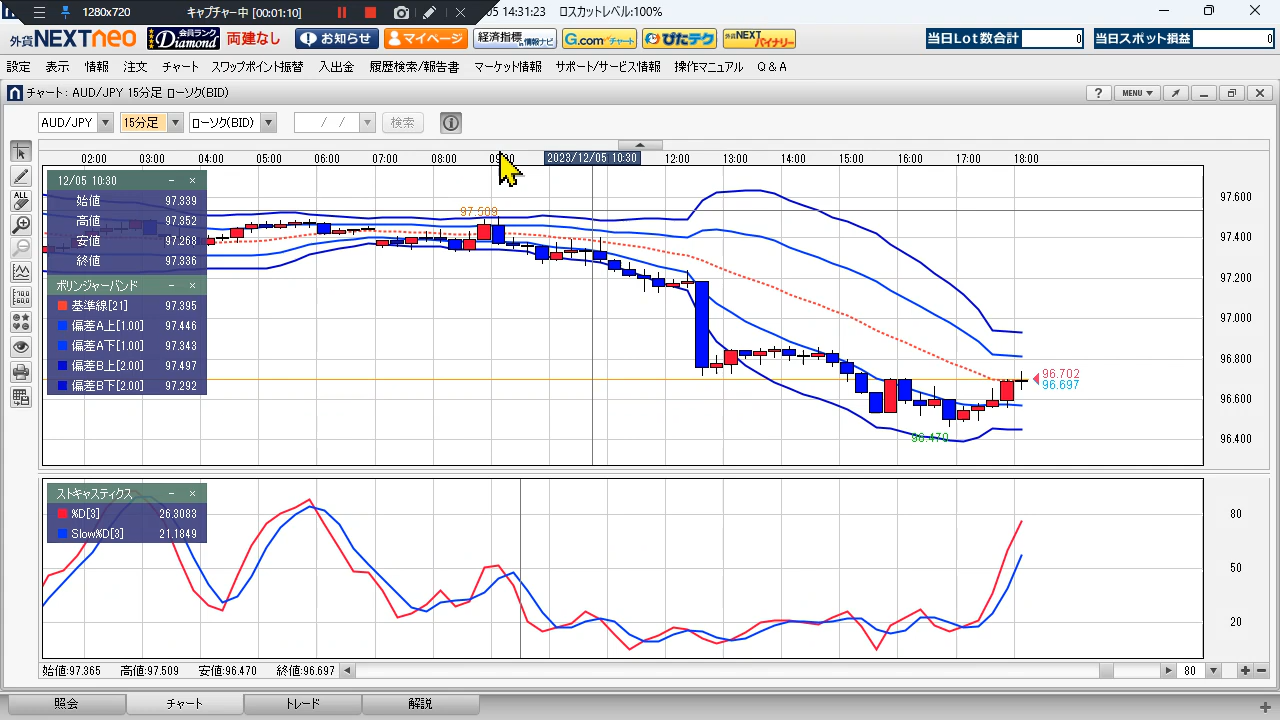 1280x720 キャプチャー中 [00:01:10] 05 14:31:23 ロスカットレベル:100%
外貨NEXTneo 会員ランク Diamond 両建なし お知らせ マイページ 経済指標&情報ナビ G.comチャート ぴたテク 外貨NEXTバイナリー 当日Lot数合計 0 当日スポット損益 0
設定 表示 情報 注文 チャート スワップポイント振替 入出金 履歴検索/報告書 マーケット情報 サポート/サービス情報 操作マニュアル Q&A
チャート : AUD/JPY 15分足 ローソク(BID) ? MENU
AUD/JPY 15分足 ローソク(BID) / / 検索
02:00 03:00 04:00 05:00 06:00 07:00 08:00 2023/12/05 10:30 12:00 13:00 14:00 15:00 16:00 17:00 18:00
12/05 10:30
始値 97.339
高値 97.352
安値 97.268
終値 97.336
ボリンジャーバンド
基準線[21] 97.395
偏差A上[1.00] 97.446
偏差A下[1.00] 97.343
偏差B上[2.00] 97.497
偏差B下[2.00] 97.292
97.509
96.470
96.702
96.697
97.600
97.400
97.200
97.000
96.800
96.600
96.400
ALL
ストキャスティクス
%D[9] 26.3083
Slow%D[3] 21.1849
80
50
20
始値:97.365 高値:97.509 安値:96.470 終値:96.697 80
照会 チャート トレード 解説